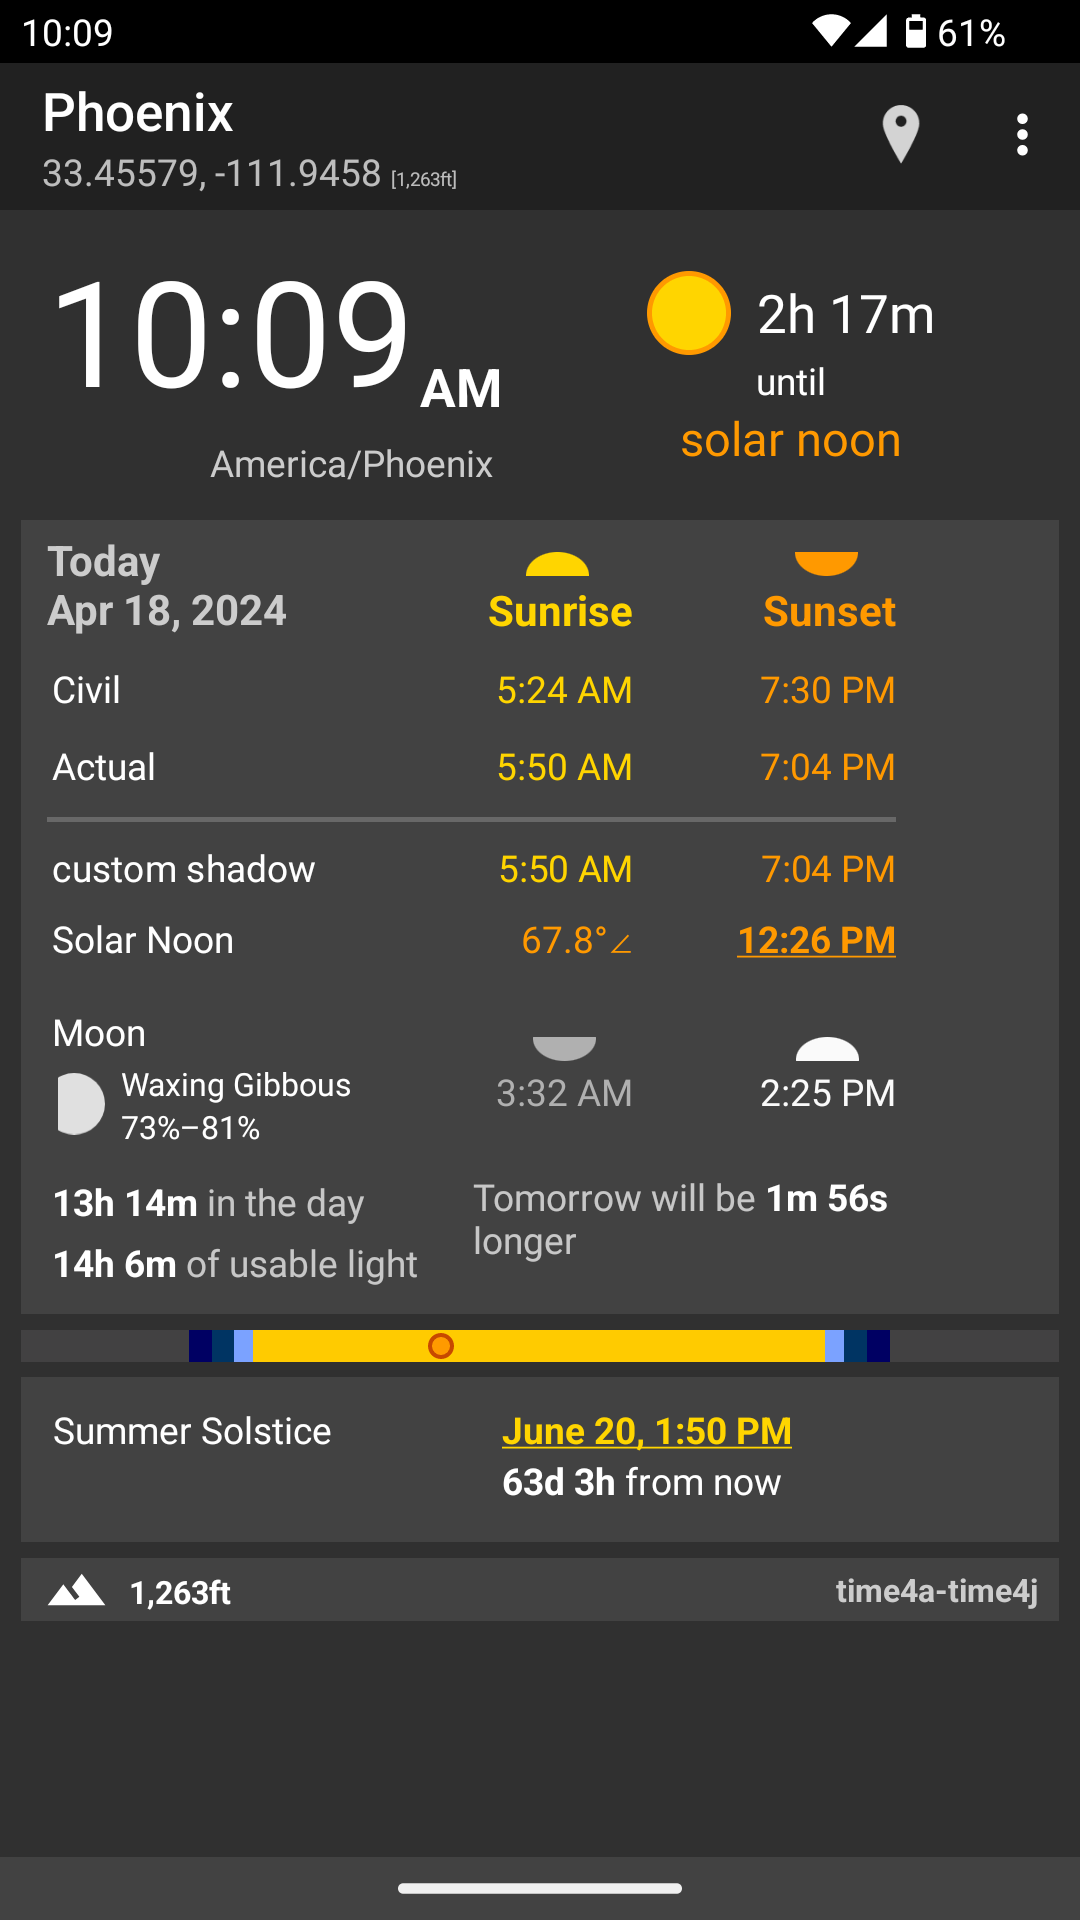 10:09
61%
Phoenix
33.45579, -111.9458 [1,263ft]
10:09 AM
2h 17m
until
solar noon
America/Phoenix
Today
Apr 18, 2024
Sunrise
Sunset
Civil 5:24 AM 7:30 PM
Actual 5:50 AM 7:04 PM
custom shadow 5:50 AM 7:04 PM
Solar Noon 67.8°∠ 12:26 PM
Moon
Waxing Gibbous
73%–81%
3:32 AM 2:25 PM
13h 14m in the day
14h 6m of usable light
Tomorrow will be 1m 56s
longer
Summer Solstice June 20, 1:50 PM
63d 3h from now
1,263ft time4a-time4j